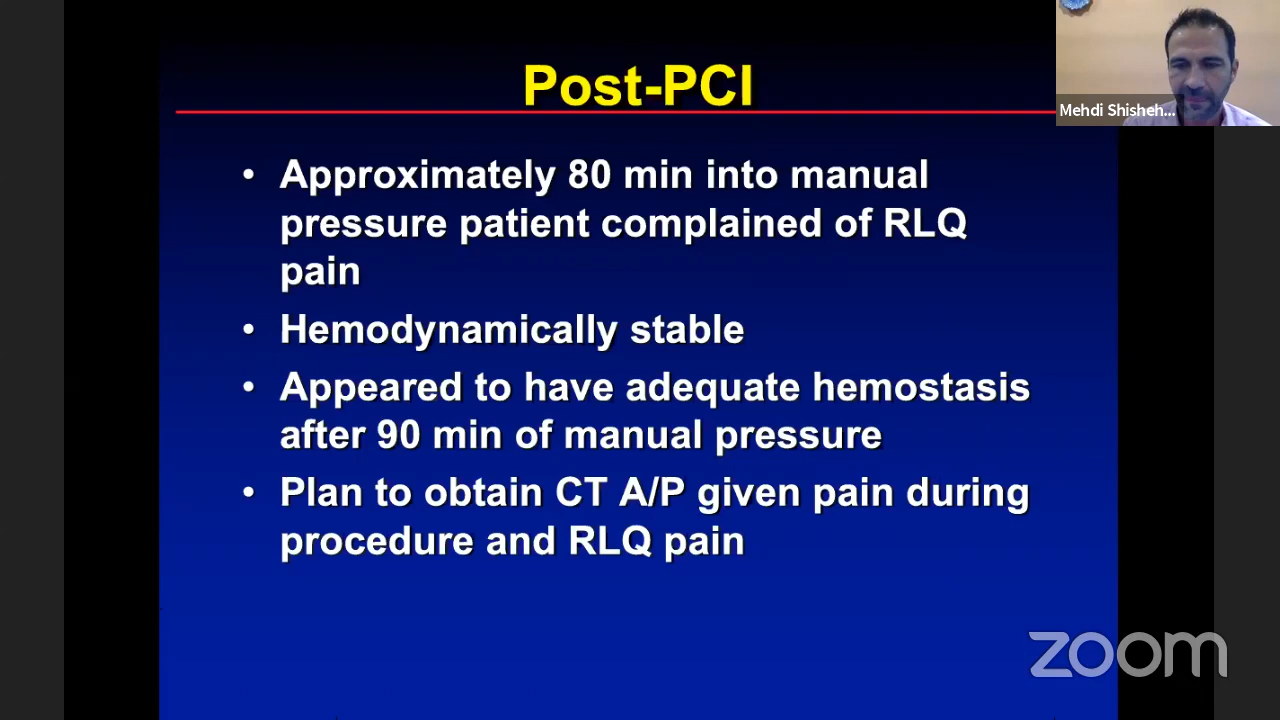 Post-PCI
Mehdi Shisheh...
• Approximately 80 min into manual
pressure patient complained of RLQ
pain
• Hemodynamically stable
• Appeared to have adequate hemostasis
after 90 min of manual pressure
• Plan to obtain CT A/P given pain during
procedure and RLQ pain
zoom